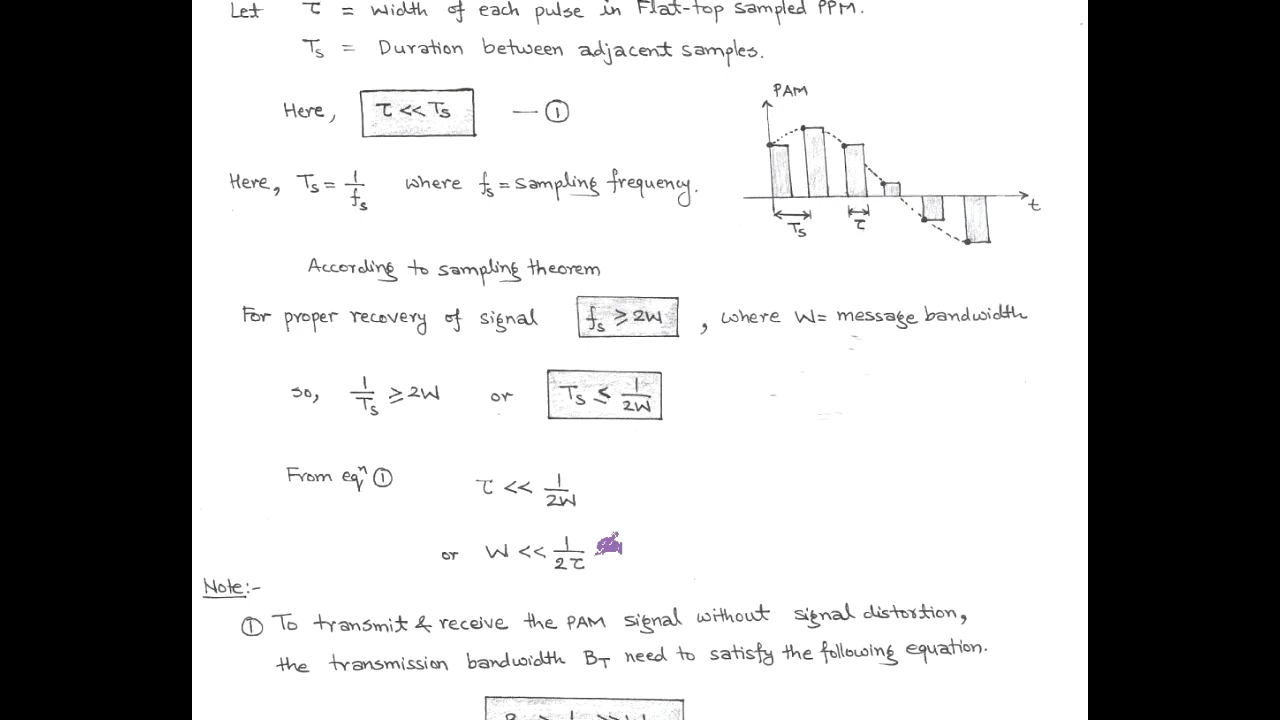 Let τ = Width of each pulse in Flat-top sampled PPM.
Ts = Duration between adjacent samples.
Here, τ << Ts — ①
PAM
Here, Ts = 1/fs where fs = sampling frequency.
t
Ts τ
According to sampling theorem
For proper recovery of signal fs ≥ 2W , where W = message bandwidth
so, 1/Ts ≥ 2W or Ts ≤ 1/2W
From eqⁿ ① τ << 1/2W
or W << 1/2τ
Note:-
① To transmit & receive the PAM signal without signal distortion,
the transmission bandwidth BT need to satisfy the following equation.